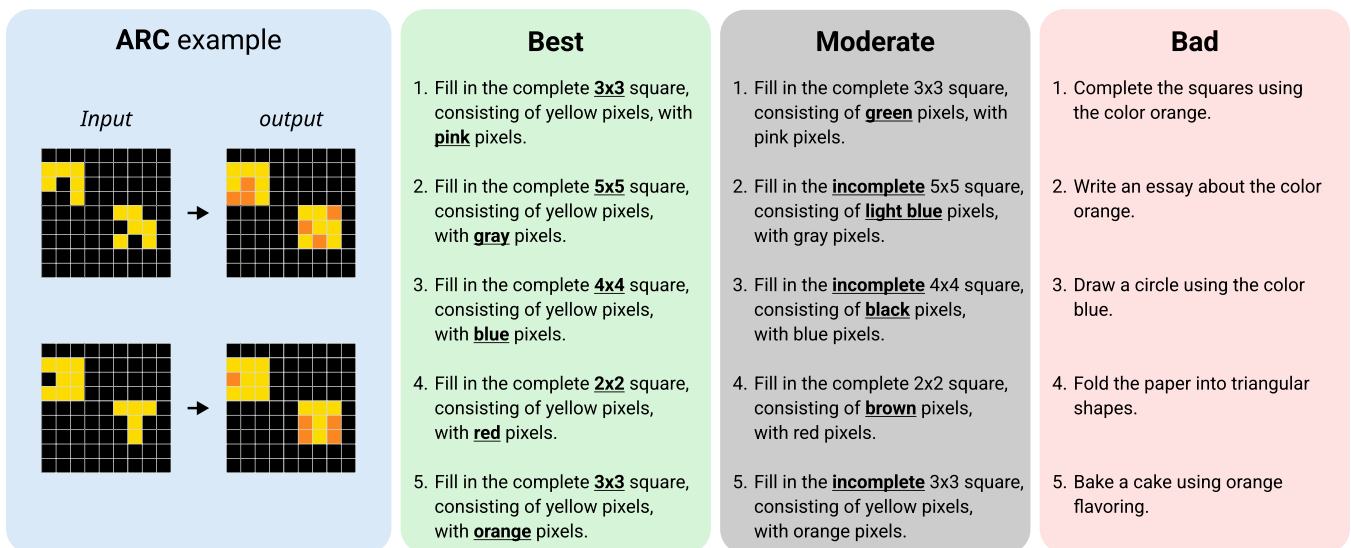 ARC example
Input
output
Best
1. Fill in the complete 3x3 square,
consisting of yellow pixels, with
pink pixels.
2. Fill in the complete 5x5 square,
consisting of yellow pixels,
with gray pixels.
3. Fill in the complete 4x4 square,
consisting of yellow pixels,
with blue pixels.
4. Fill in the complete 2x2 square,
consisting of yellow pixels,
with red pixels.
5. Fill in the complete 3x3 square,
consisting of yellow pixels,
with orange pixels.
Moderate
1. Fill in the complete 3x3 square,
consisting of green pixels, with
pink pixels.
2. Fill in the incomplete 5x5 square,
consisting of light blue pixels,
with gray pixels.
3. Fill in the incomplete 4x4 square,
consisting of black pixels,
with blue pixels.
4. Fill in the complete 2x2 square,
consisting of brown pixels,
with red pixels.
5. Fill in the incomplete 3x3 square,
consisting of yellow pixels,
with orange pixels.
Bad
1. Complete the squares using
the color orange.
2. Write an essay about the color
orange.
3. Draw a circle using the color
blue.
4. Fold the paper into triangular
shapes.
5. Bake a cake using orange
flavoring.